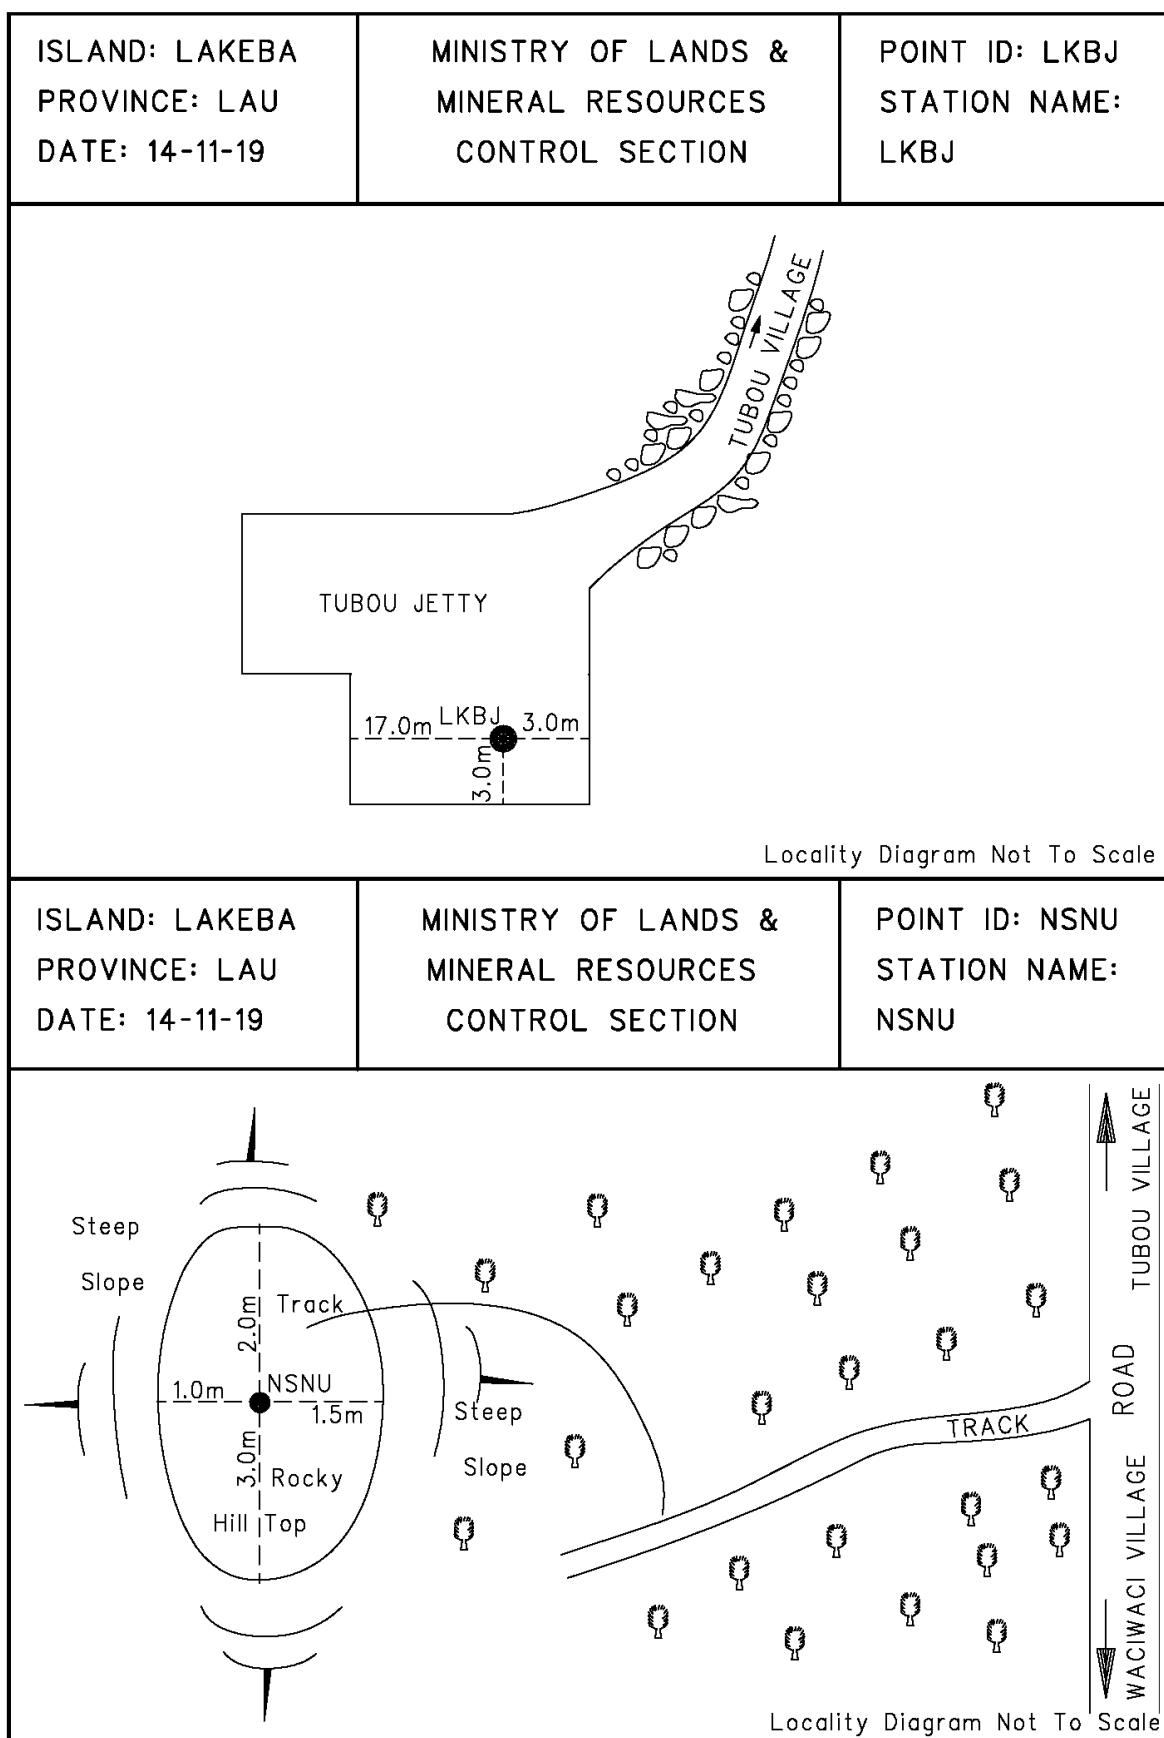 ISLAND: LAKEBA
PROVINCE: LAU
DATE: 14-11-19
MINISTRY OF LANDS &
MINERAL RESOURCES
CONTROL SECTION
POINT ID: LKBJ
STATION NAME:
LKBJ
TUBOU VILLAGE
TUBOU JETTY
17.0m
LKBJ
3.0m
3.0m
Locality Diagram Not To Scale
ISLAND: LAKEBA
PROVINCE: LAU
DATE: 14-11-19
MINISTRY OF LANDS &
MINERAL RESOURCES
CONTROL SECTION
POINT ID: NSNU
STATION NAME:
NSNU
TUBOU VILLAGE
Steep
Slope
Track
2.0m
1.0m
NSNU
1.5m
3.0m
Rocky
Hill Top
Steep
Slope
TRACK
ROAD
WACIWACI VILLAGE
Locality Diagram Not To Scale